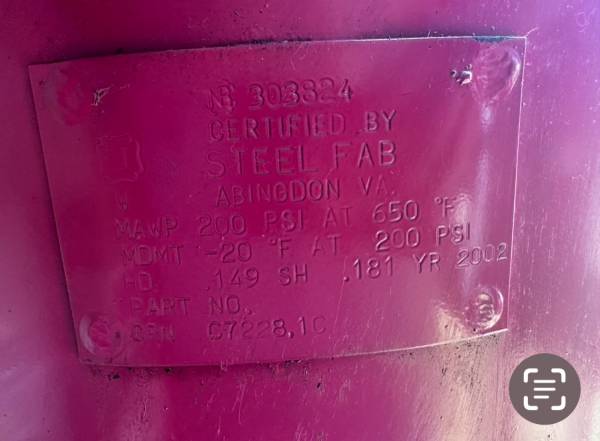 NB 303824
CERTIFIED BY
STEEL FAB
W ABINGDON VA.
MAWP 200 PSI AT 650 °F
MDMT -20 °F AT 200 PSI
HD .149 SH .181 YR 2002
PART NO.
CRN C7228.1C